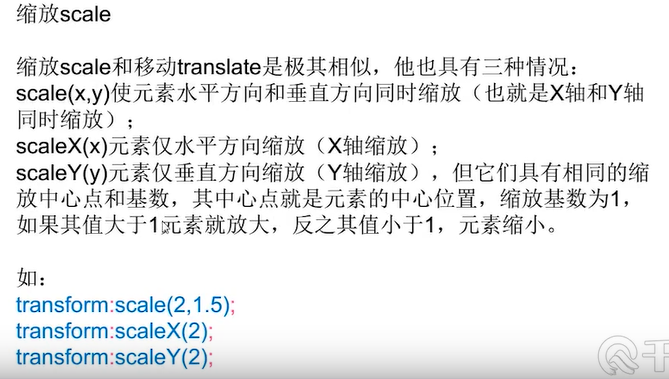 缩放scale
缩放scale和移动translate是极其相似，他也具有三种情况：
scale(x,y)使元素水平方向和垂直方向同时缩放（也就是X轴和Y轴
同时缩放）；
scaleX(x)元素仅水平方向缩放（X轴缩放）；
scaleY(y)元素仅垂直方向缩放（Y轴缩放），但它们具有相同的缩
放中心点和基数，其中心点就是元素的中心位置，缩放基数为1，
如果其值大于1元素就放大，反之其值小于1，元素缩小。
如：
transform:scale(2,1.5);
transform:scaleX(2);
transform:scaleY(2);
千